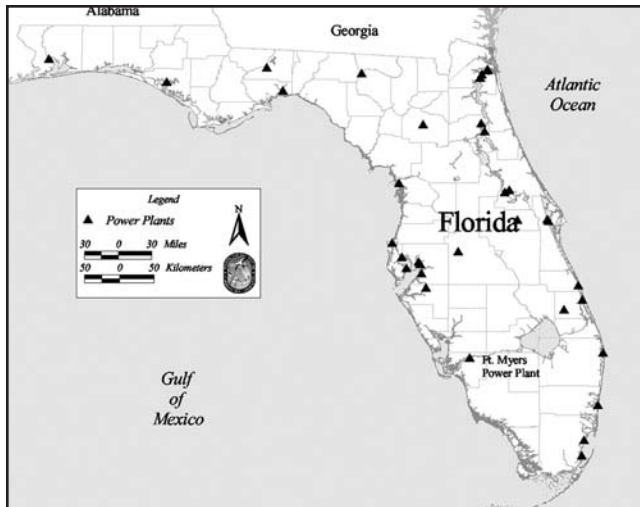 Alabama
Georgia
Atlantic
Ocean
Legend
Power Plants
N
30 0 30 Miles
50 0 50 Kilometers
Florida
Ft. Myers
Power Plant
Gulf
of
Mexico